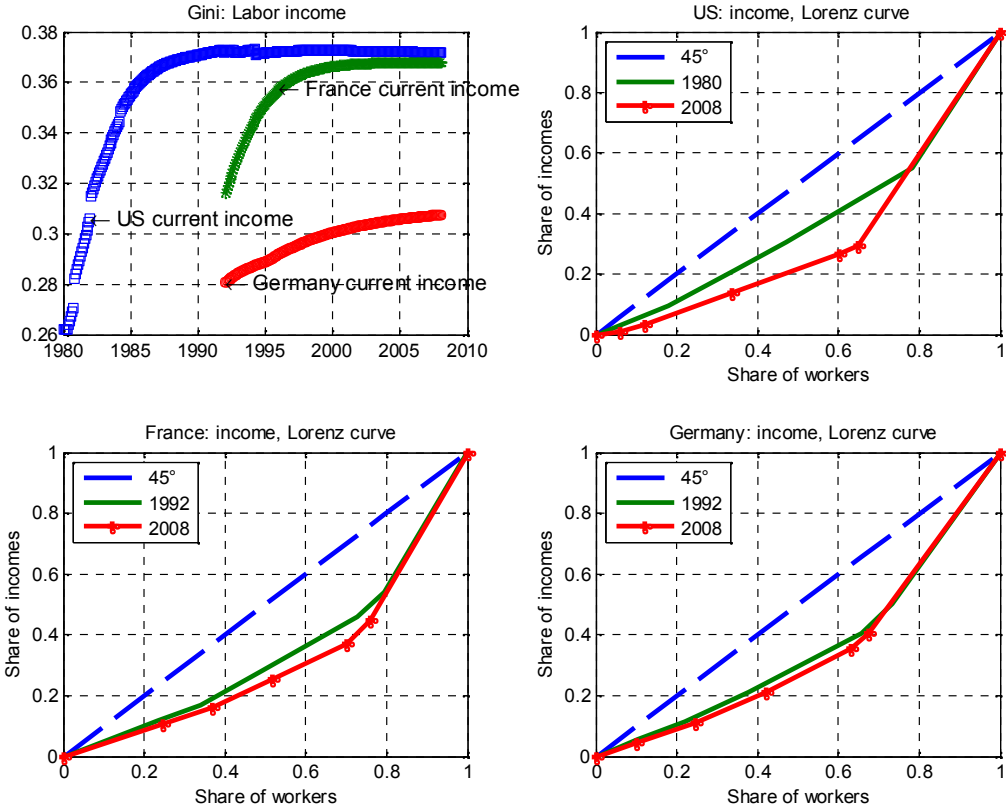 Gini: Labor income
0.38
0.36
0.34
0.32
0.3
0.28
0.26
1980 1985 1990 1995 2000 2005 2010
France current income
US current income
Germany current income
US: income, Lorenz curve
1
0.8
0.6
0.4
0.2
0
0 0.2 0.4 0.6 0.8 1
Share of incomes
Share of workers
45°
1980
2008
France: income, Lorenz curve
1
0.8
0.6
0.4
0.2
0
0 0.2 0.4 0.6 0.8 1
Share of incomes
Share of workers
45°
1992
2008
Germany: income, Lorenz curve
1
0.8
0.6
0.4
0.2
0
0 0.2 0.4 0.6 0.8 1
Share of incomes
Share of workers
45°
1992
2008